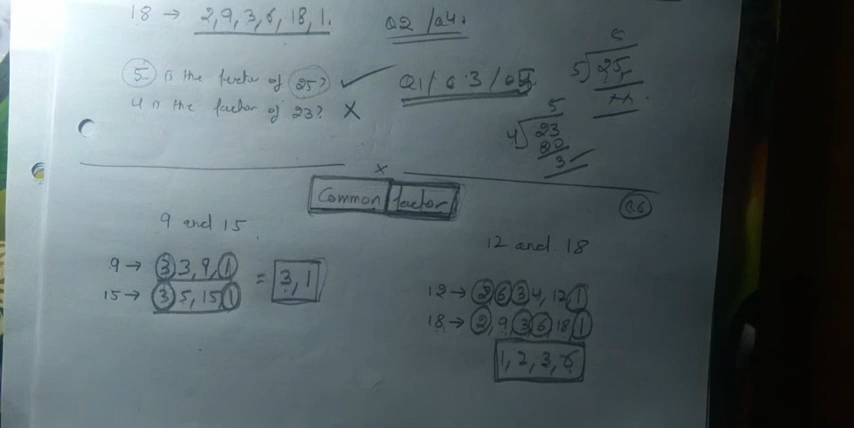 18 → 2,9,3,6,18,1.
Q2 /Q4.
5 is the factor of 25? ✓
Q1/Q3/Q5
5) 25
5
4 is the factor of 23? ×
4) 23
5
20
3
×
Common factor
Q6
9 and 15
9 → 3 3,9,1
15 → 3 5,15,1
= 3,1
12 and 18
12 → 2 6 3 4,12,1
18 → 2,9,3 6 18,1
1,2,3,6